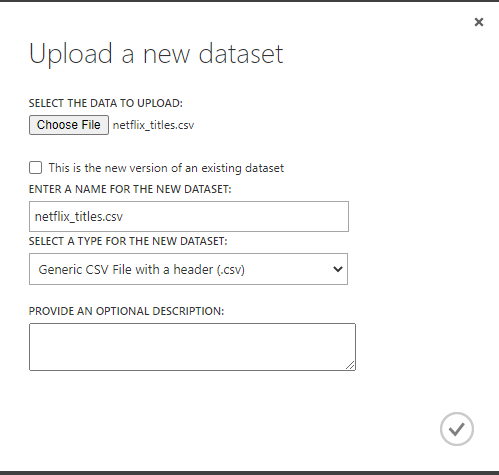 Upload a new dataset
SELECT THE DATA TO UPLOAD:
Choose File netflix_titles.csv
This is the new version of an existing dataset
ENTER A NAME FOR THE NEW DATASET:
netflix_titles.csv
SELECT A TYPE FOR THE NEW DATASET:
Generic CSV File with a header (.csv)
PROVIDE AN OPTIONAL DESCRIPTION: